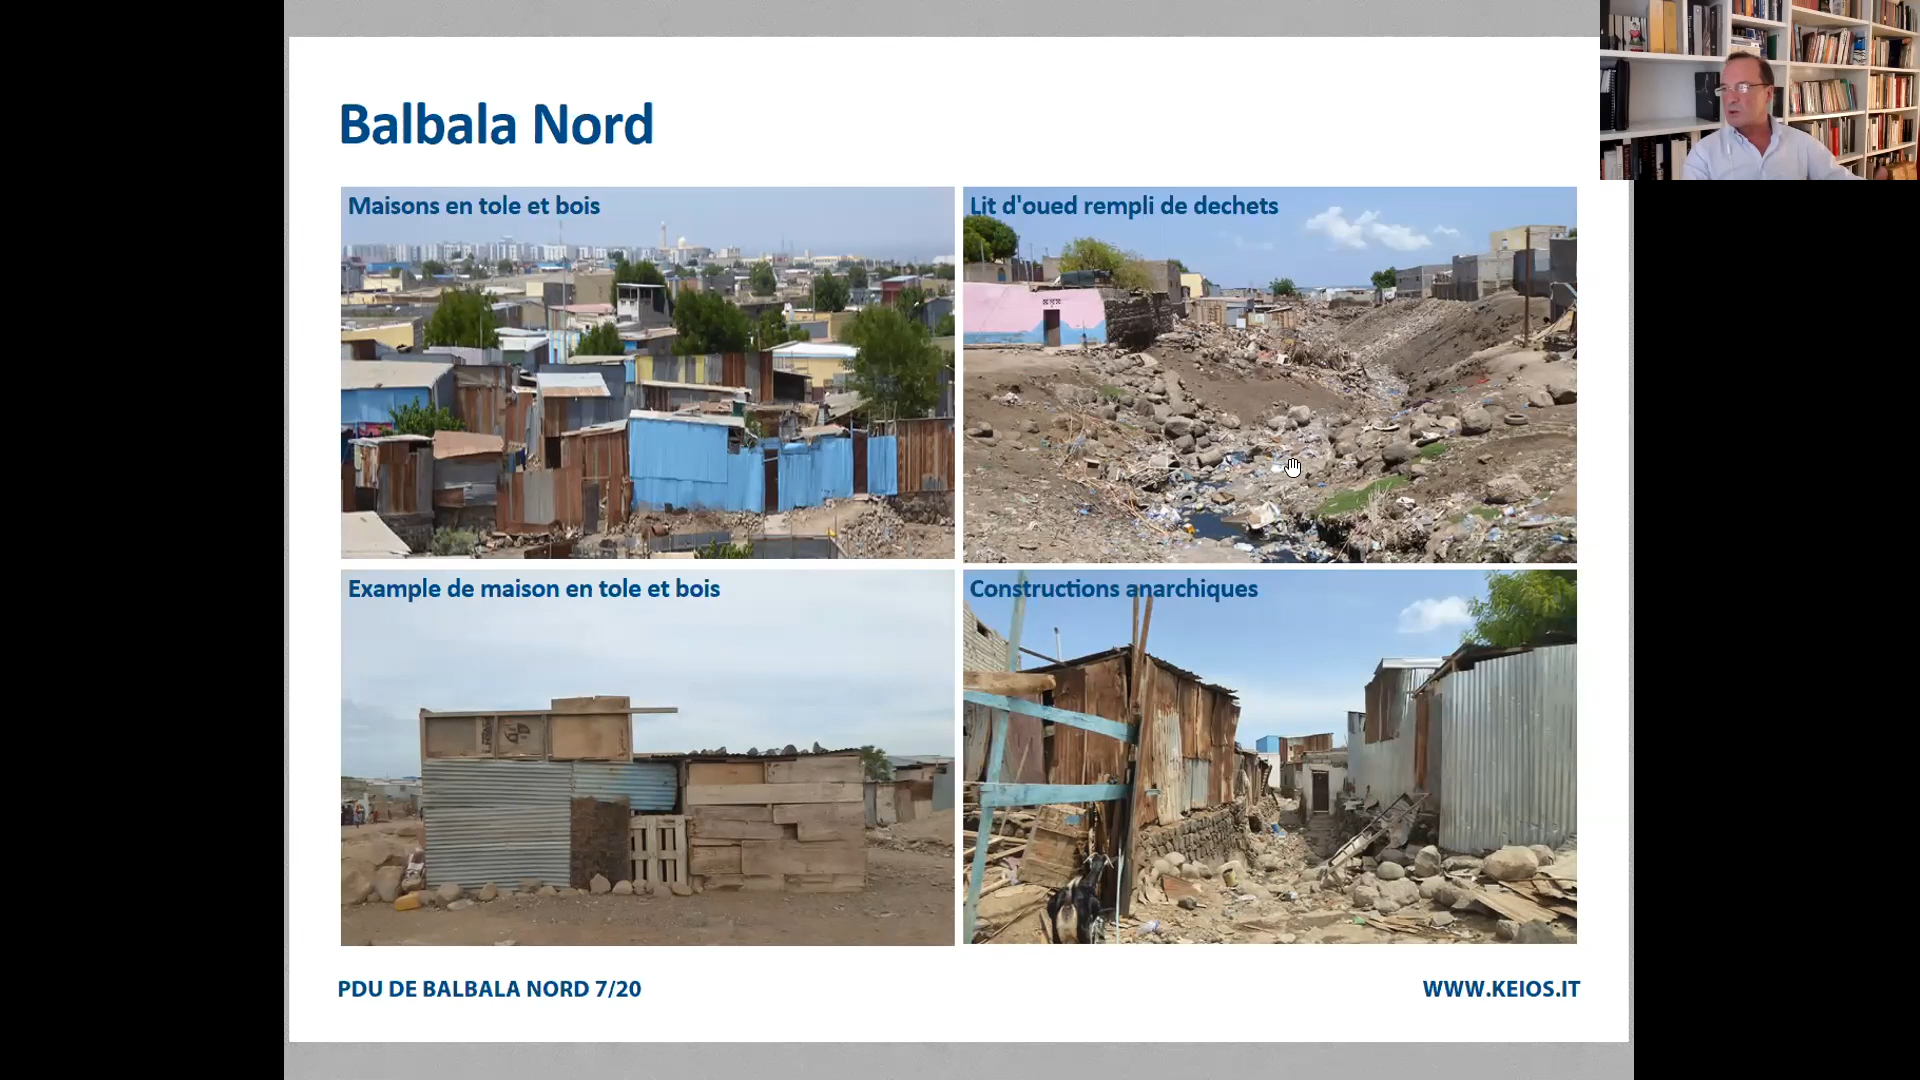 Balbala Nord
Maisons en tole et bois
Lit d'oued rempli de dechets
Example de maison en tole et bois
Constructions anarchiques
PDU DE BALBALA NORD 7/20
WWW.KEIOS.IT